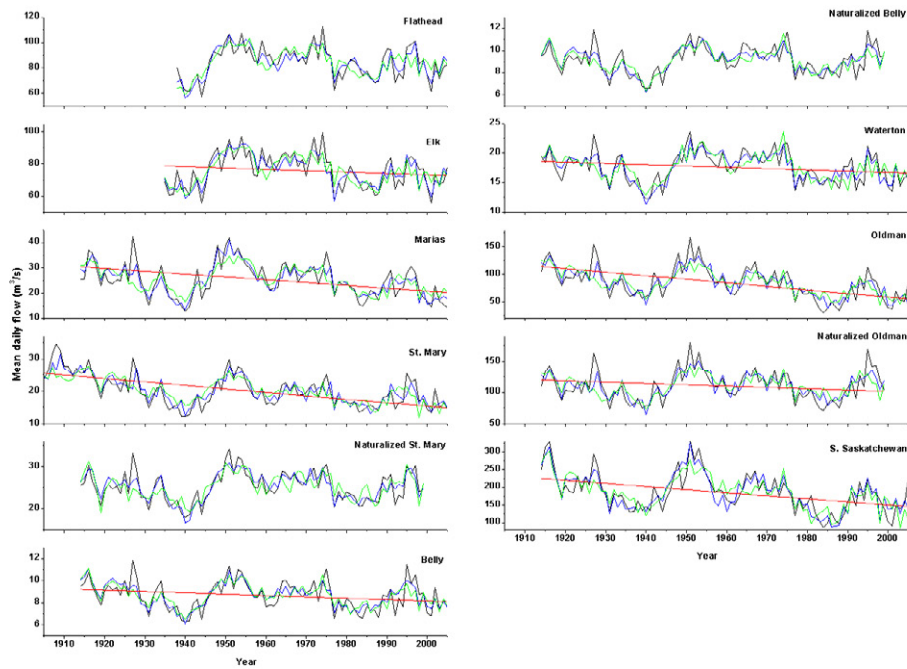 Flathead
120
100
80
60
Elk
100
80
60
Marias
40
30
20
10
St. Mary
30
20
10
Naturalized St. Mary
30
20
Belly
12
10
8
6
1910 1920 1930 1940 1950 1960 1970 1980 1990 2000
Year
Mean daily flow (m³/s)
Naturalized Belly
12
10
8
6
Waterton
25
20
15
10
Oldman
150
100
50
Naturalized Oldman
150
100
50
S. Saskatchewan
300
250
200
150
100
1910 1920 1930 1940 1950 1960 1970 1980 1990 2000
Year